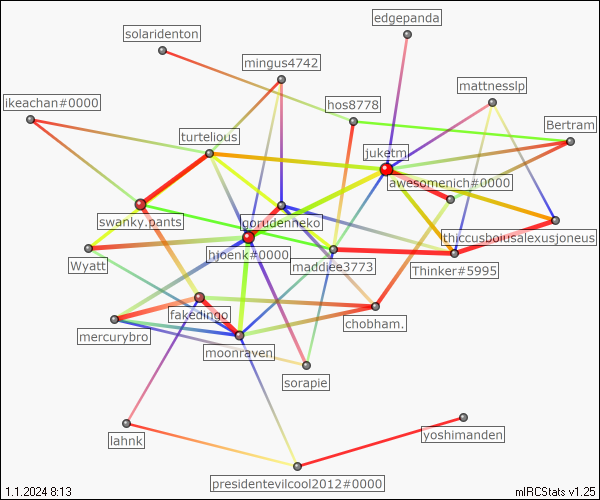 edgepanda
solaridenton
mingus4742
mattnesslp
ikeachan#0000
hos8778
Bertram
turtelious
juketm
awesomenich#0000
swanky.pants
gorudenneko
thiccusboiusalexusjoneus
hioenk#0000
Wyatt
maddiee3773
Thinker#5995
fakedingo
chobham.
mercurybro
moonraven
sorapie
lahnk
yoshimanden
presidentevilcool2012#0000
1.1.2024 8:13
mIRCStats v1.25